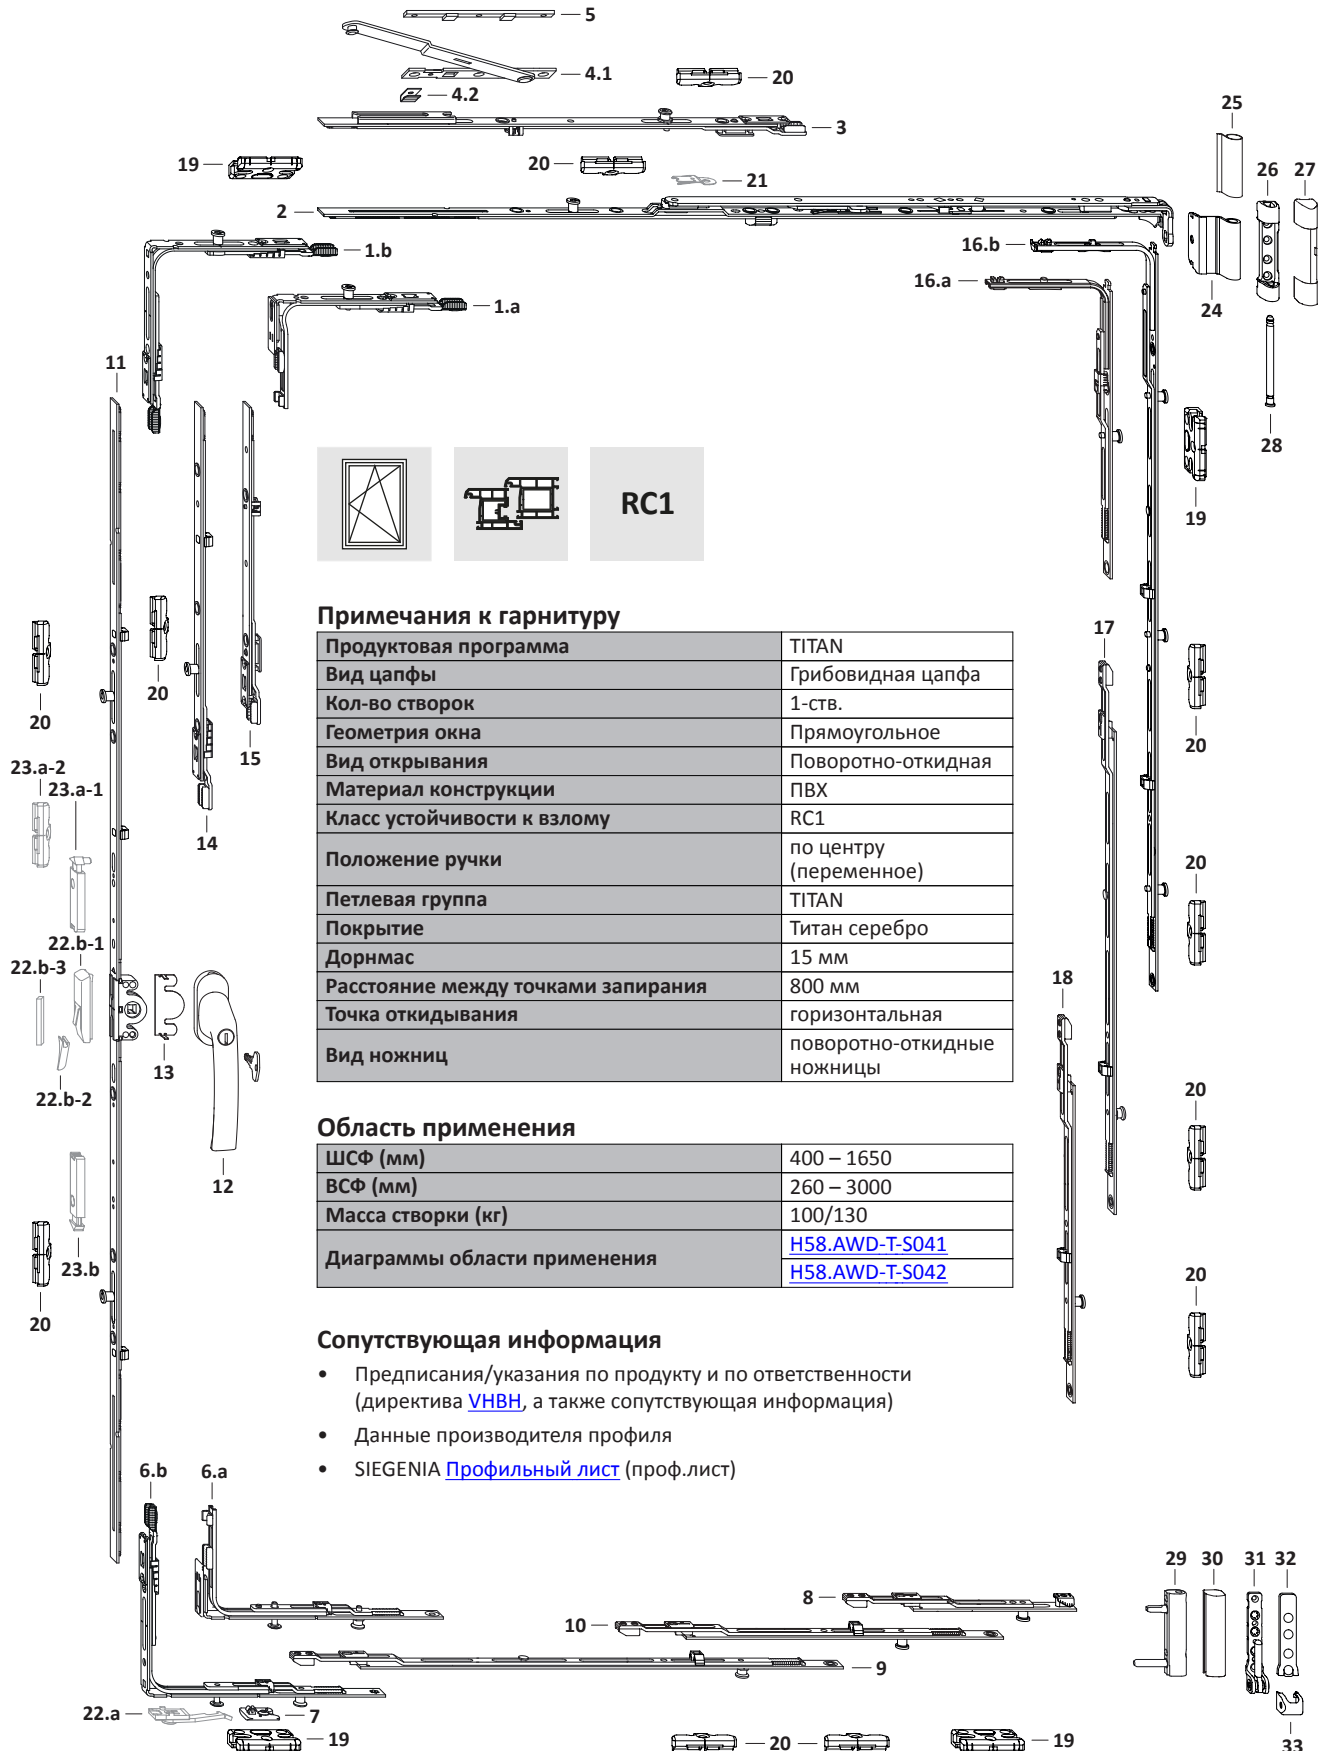 5
4.1
20
4.2
3
25
19
20
21
26
27
2
16.b
1.b
16.a
1.a
24
11
28
RC1
19
Примечания к гарнитуру
Продуктовая программа TITAN
Вид цапфы Грибовидная цапфа
Кол-во створок 1-ств.
Геометрия окна Прямоугольное
Вид открывания Поворотно-откидная
Материал конструкции ПВХ
Класс устойчивости к взлому RC1
Положение ручки по центру
(переменное)
Петлевая группа TITAN
Покрытие Титан серебро
Дорнмас 15 мм
Расстояние между точками запирания 800 мм
Точка откидывания горизонтальная
Вид ножниц поворотно-откидные
ножницы
17
20
20
20
15
23.a-2
23.a-1
14
20
22.b-1
22.b-3
18
13
22.b-2
20
12
23.b
20
20
Область применения
ШСФ (мм) 400 – 1650
ВСФ (мм) 260 – 3000
Масса створки (кг) 100/130
Диаграммы области применения H58.AWD-T-S041
H58.AWD-T-S042
Сопутствующая информация
• Предписания/указания по продукту и по ответственности
(директива VHBH, а также сопутствующая информация)
• Данные производителя профиля
• SIEGENIA Профильный лист (проф.лист)
6.b
6.a
29
30
31
32
8
10
9
22.a
7
19
20
19
33